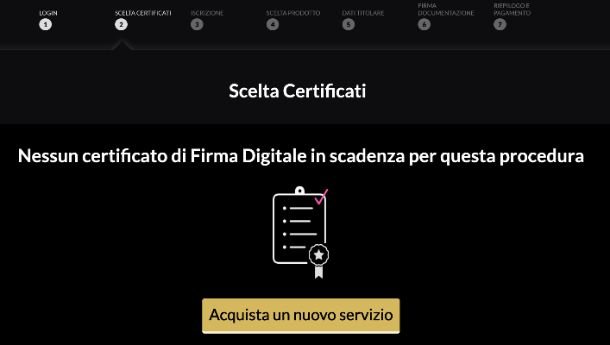 LOGIN
1
SCELTA CERTIFICATI
2
ISCRIZIONE
3
SCELTA PRODOTTO
4
DATI TITOLARE
5
FIRMA
DOCUMENTAZIONE
6
RIEPILOGO E
PAGAMENTO
7
Scelta Certificati
Nessun certificato di Firma Digitale in scadenza per questa procedura
Acquista un nuovo servizio